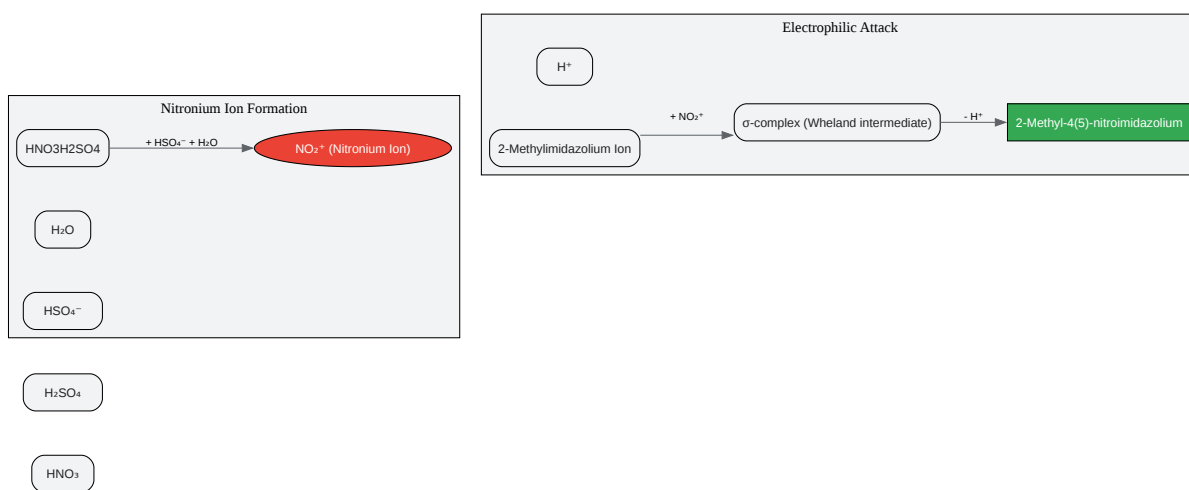 Nitronium Ion Formation
HNO3H2SO4
+ HSO₄⁻ + H₂O
NO₂⁺ (Nitronium Ion)
H₂O
HSO₄⁻
H₂SO₄
HNO₃
Electrophilic Attack
H⁺
2-Methylimidazolium Ion
+ NO₂⁺
σ-complex (Wheland intermediate)
- H⁺
2-Methyl-4(5)-nitroimidazolium